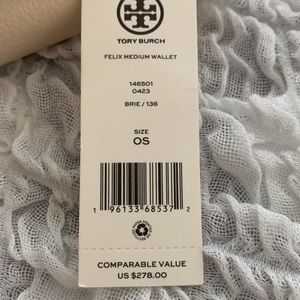 TORY BURCH
FELIX MEDIUM WALLET
146501
0423
BRIE / 136
SIZE
OS
1 96133 68537 2
COMPARABLE VALUE
US $278.00